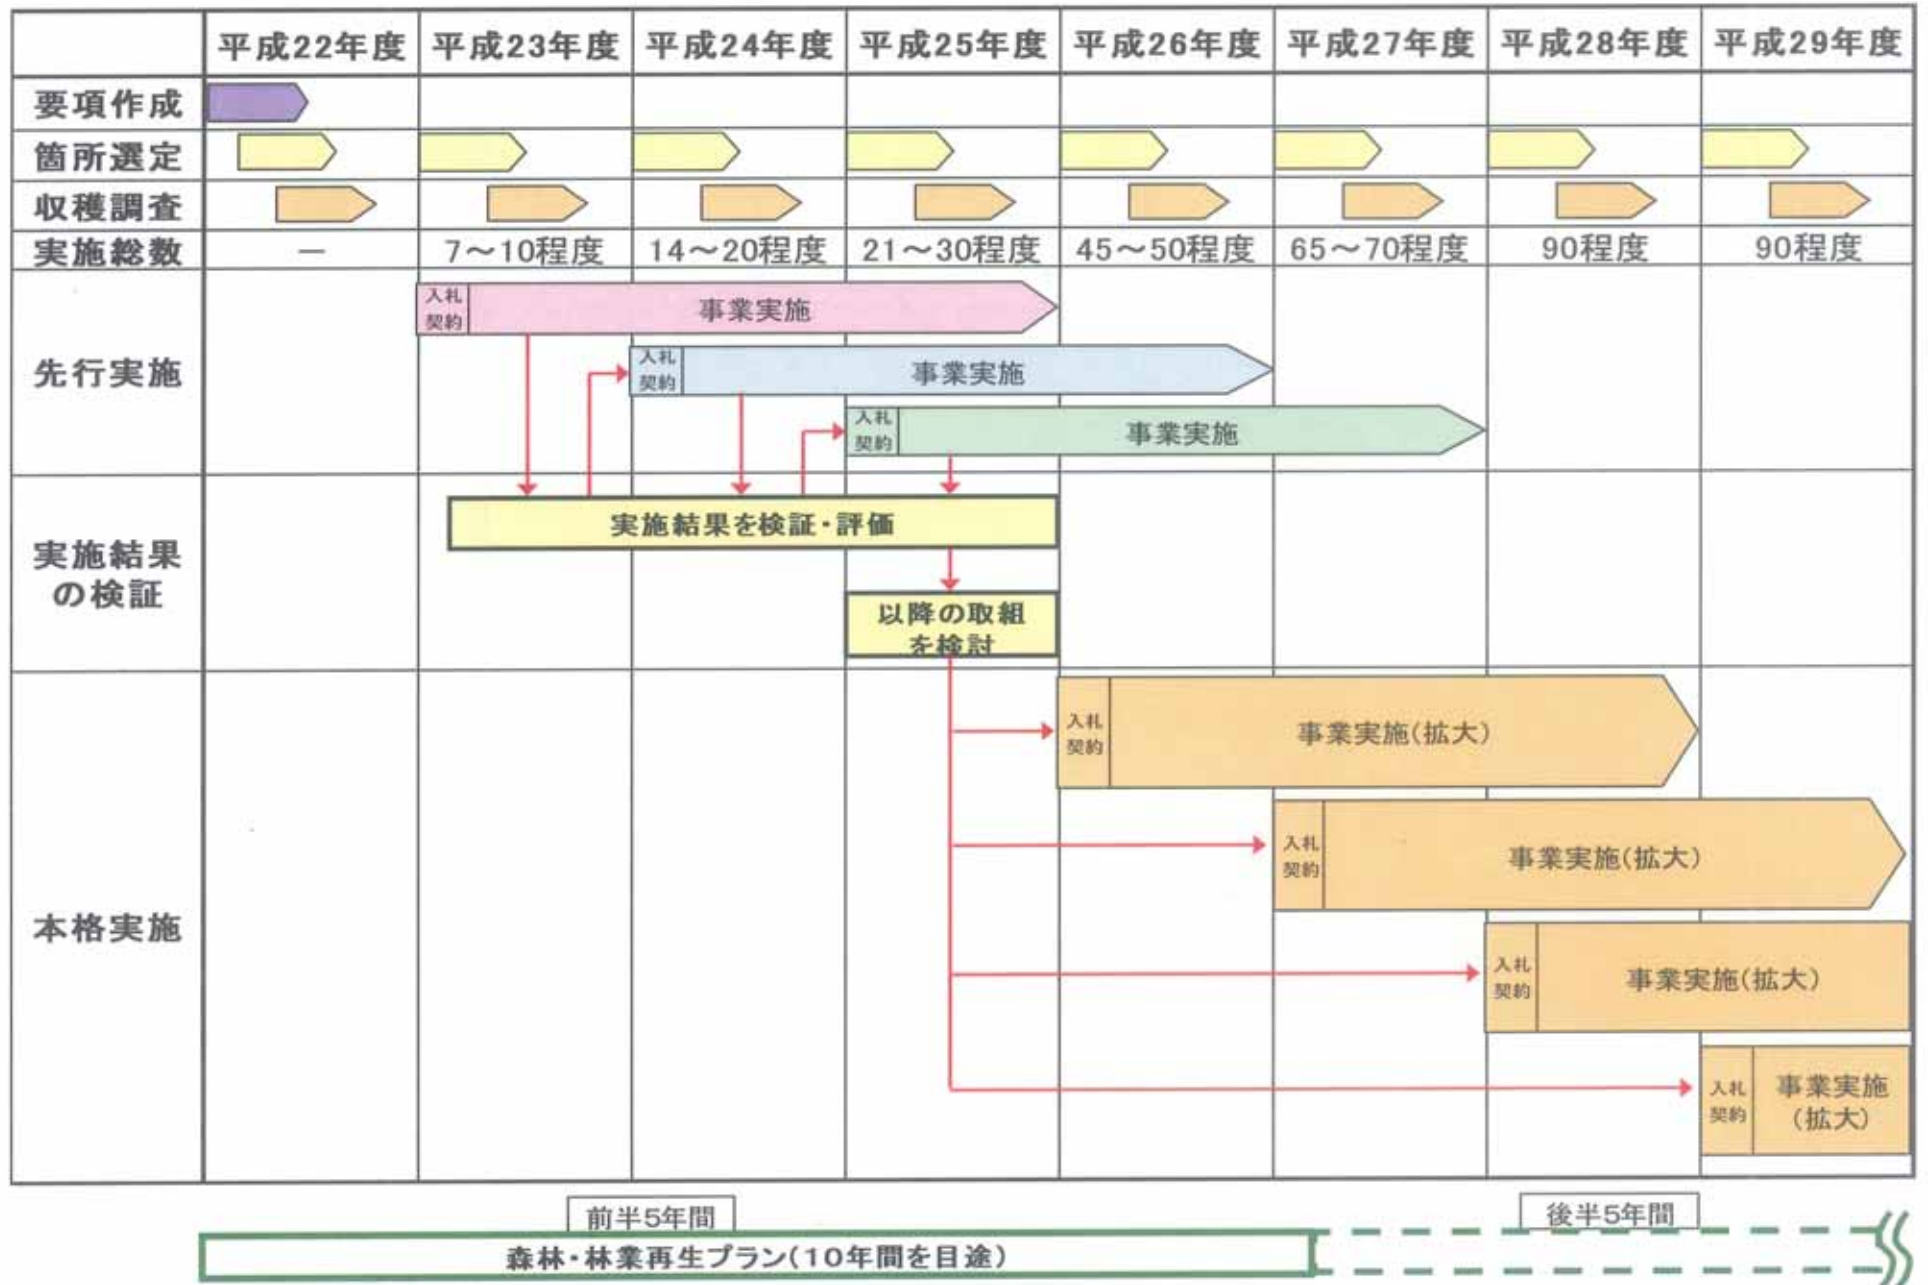 平成22年度 平成23年度 平成24年度 平成25年度 平成26年度 平成27年度 平成28年度 平成29年度
要項作成
箇所選定
収穫調査
実施総数 － 7～10程度 14～20程度 21～30程度 45～50程度 65～70程度 90程度 90程度
先行実施
入札
契約
事業実施
入札
契約
事業実施
入札
契約
事業実施
実施結果
の検証
実施結果を検証・評価
以降の取組
を検討
本格実施
入札
契約
事業実施(拡大)
入札
契約
事業実施(拡大)
入札
契約
事業実施(拡大)
入札
契約
事業実施
(拡大)
前半5年間
後半5年間
森林・林業再生プラン(10年間を目途)